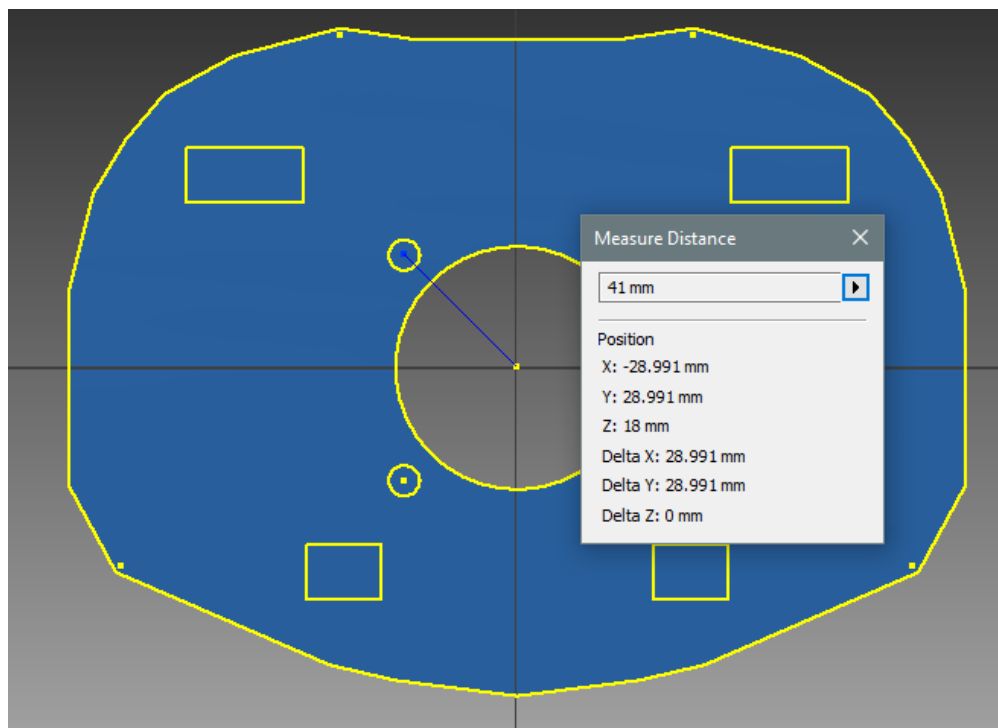 Measure Distance
41 mm
Position
X: -28.991 mm
Y: 28.991 mm
Z: 18 mm
Delta X: 28.991 mm
Delta Y: 28.991 mm
Delta Z: 0 mm